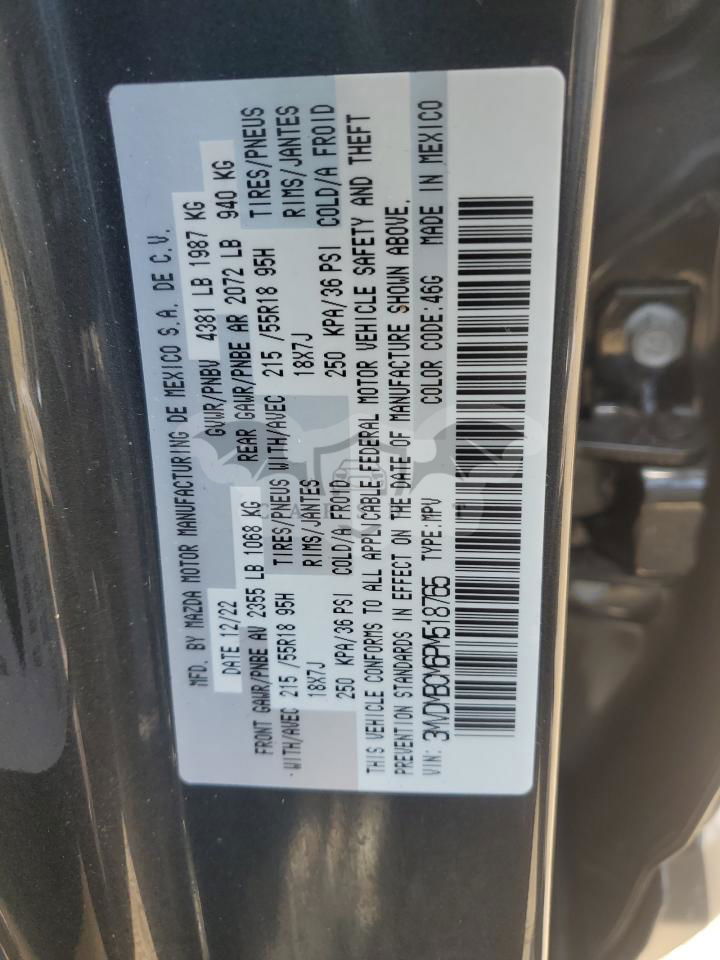 MFD. BY MAZDA MOTOR MANUFACTURING DE MEXICO S.A. DE C.V.
DATE 12/22 GVWR/PNBV 4381 LB 1987 KG
FRONT GAWR/PNBE AV 2355 LB 1068 KG REAR GAWR/PNBE AR 2072 LB 940 KG
WITH/AVEC 215 /55R18 95H TIRES/PNEUS WITH/AVEC 215 /55R18 95H TIRES/PNEUS
18X7J RIMS/JANTES 18X7J RIMS/JANTES
250 KPA/36 PSI COLD/A FROID 250 KPA/36 PSI COLD/A FROID
THIS VEHICLE CONFORMS TO ALL APPLICABLE FEDERAL MOTOR VEHICLE SAFETY AND THEFT
PREVENTION STANDARDS IN EFFECT ON THE DATE OF MANUFACTURE SHOWN ABOVE.
VIN: 3MVDMBCM6PM518765 TYPE:MPV COLOR CODE:46G MADE IN MEXICO